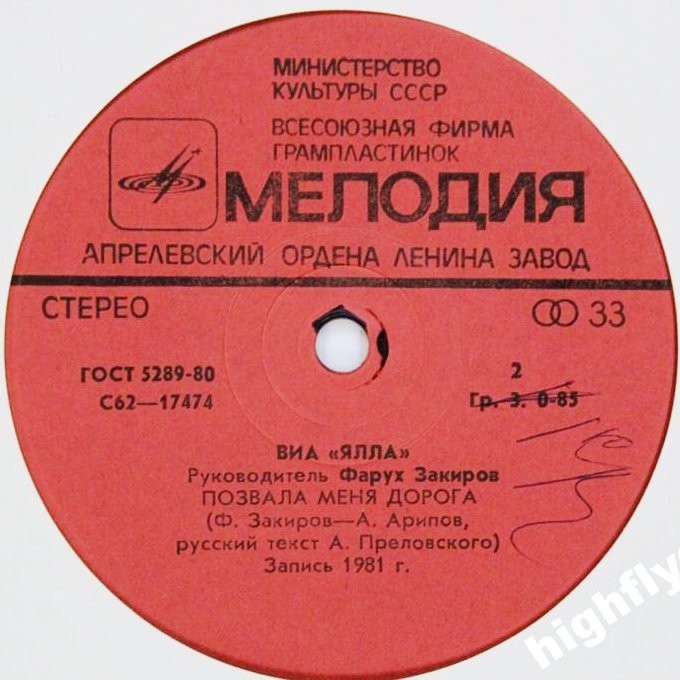 МИНИСТЕРСТВО
КУЛЬТУРЫ СССР
ВСЕСОЮЗНАЯ ФИРМА
ГРАМПЛАСТИНОК
МЕЛОДИЯ
АПРЕЛЕВСКИЙ ОРДЕНА ЛЕНИНА ЗАВОД
СТЕРЕО
33
ГОСТ 5289-80
2
С62—17474
Гр. 3. 0-85
ВИА «ЯЛЛА»
Руководитель Фарух Закиров
ПОЗВАЛА МЕНЯ ДОРОГА
(Ф. Закиров—А. Арипов,
русский текст А. Преловского)
Запись 1981 г.
highfly